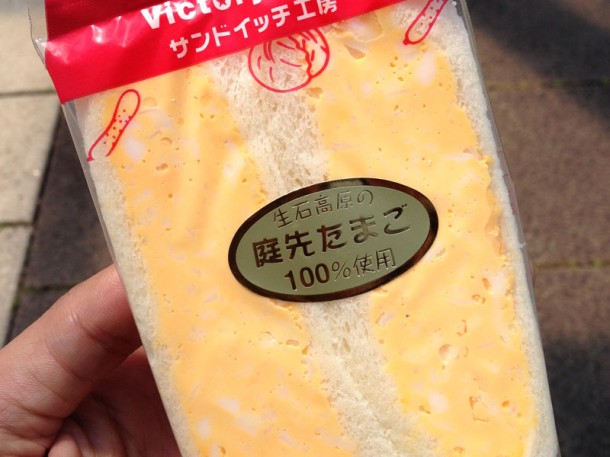 Victory
サンドイッチ工房
生石高原の
庭先たまご
100%使用